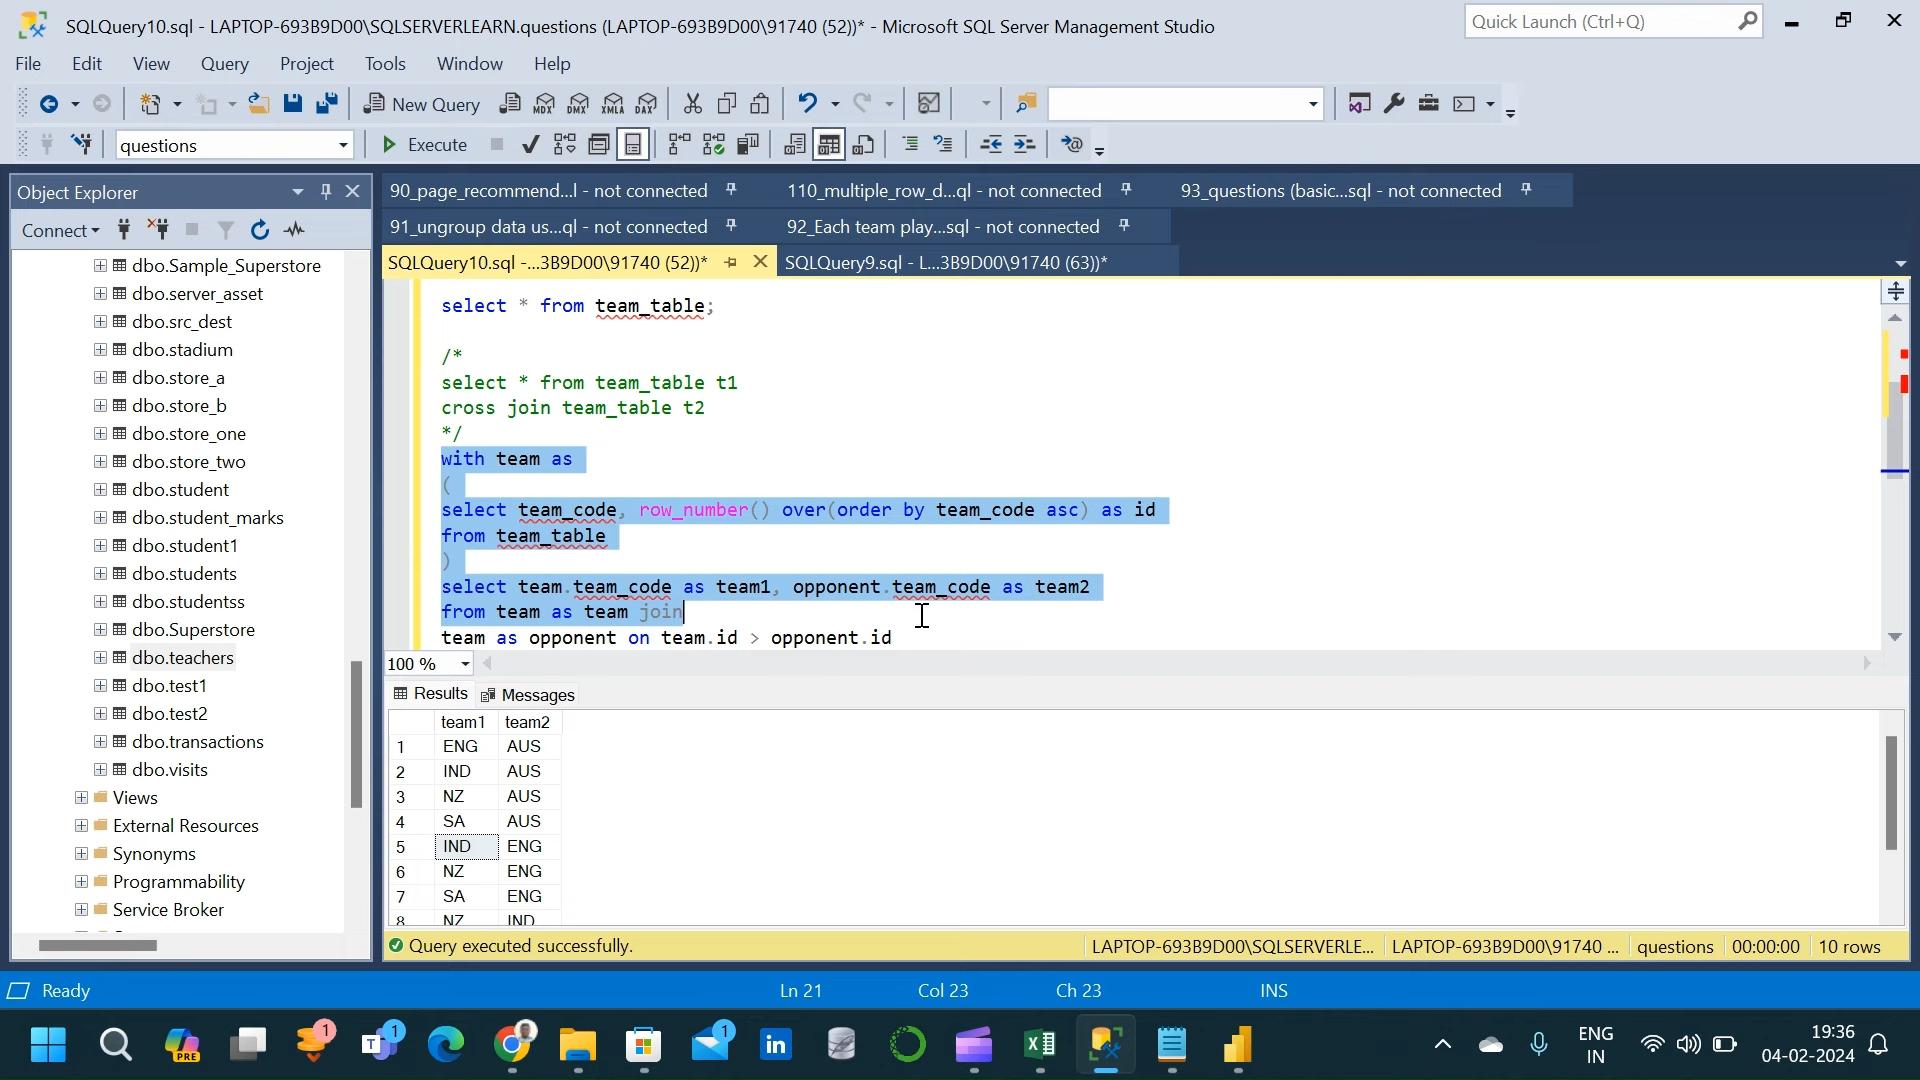 SQLQuery10.sql - LAPTOP-693B9D00\SQLSERVERLEARN.questions (LAPTOP-693B9D00\91740 (52))* - Microsoft SQL Server Management Studio
Quick Launch (Ctrl+Q)
File Edit View Query Project Tools Window Help
New Query MDX DMX XMLA DAX
questions Execute
Object Explorer
Connect
dbo.Sample_Superstore
dbo.server_asset
dbo.src_dest
dbo.stadium
dbo.store_a
dbo.store_b
dbo.store_one
dbo.store_two
dbo.student
dbo.student_marks
dbo.student1
dbo.students
dbo.studentss
dbo.Superstore
dbo.teachers
dbo.test1
dbo.test2
dbo.transactions
dbo.visits
Views
External Resources
Synonyms
Programmability
Service Broker
90_page_recommend...l - not connected 110_multiple_row_d...ql - not connected 93_questions (basic...sql - not connected
91_ungroup data us...ql - not connected 92_Each team play...sql - not connected
SQLQuery10.sql -...3B9D00\91740 (52))* SQLQuery9.sql - L...3B9D00\91740 (63))*
select * from team_table;
/*
select * from team_table t1
cross join team_table t2
*/
with team as
(
select team_code, row_number() over(order by team_code asc) as id
from team_table
)
select team.team_code as team1, opponent.team_code as team2
from team as team join
team as opponent on team.id > opponent.id
100 %
Results Messages
team1 team2
1 ENG AUS
2 IND AUS
3 NZ AUS
4 SA AUS
5 IND ENG
6 NZ ENG
7 SA ENG
8 NZ IND
Query executed successfully. LAPTOP-693B9D00\SQLSERVERLE... LAPTOP-693B9D00\91740 ... questions 00:00:00 10 rows
Ready Ln 21 Col 23 Ch 23 INS
PRE 1 1 1 ENG IN 19:36 04-02-2024